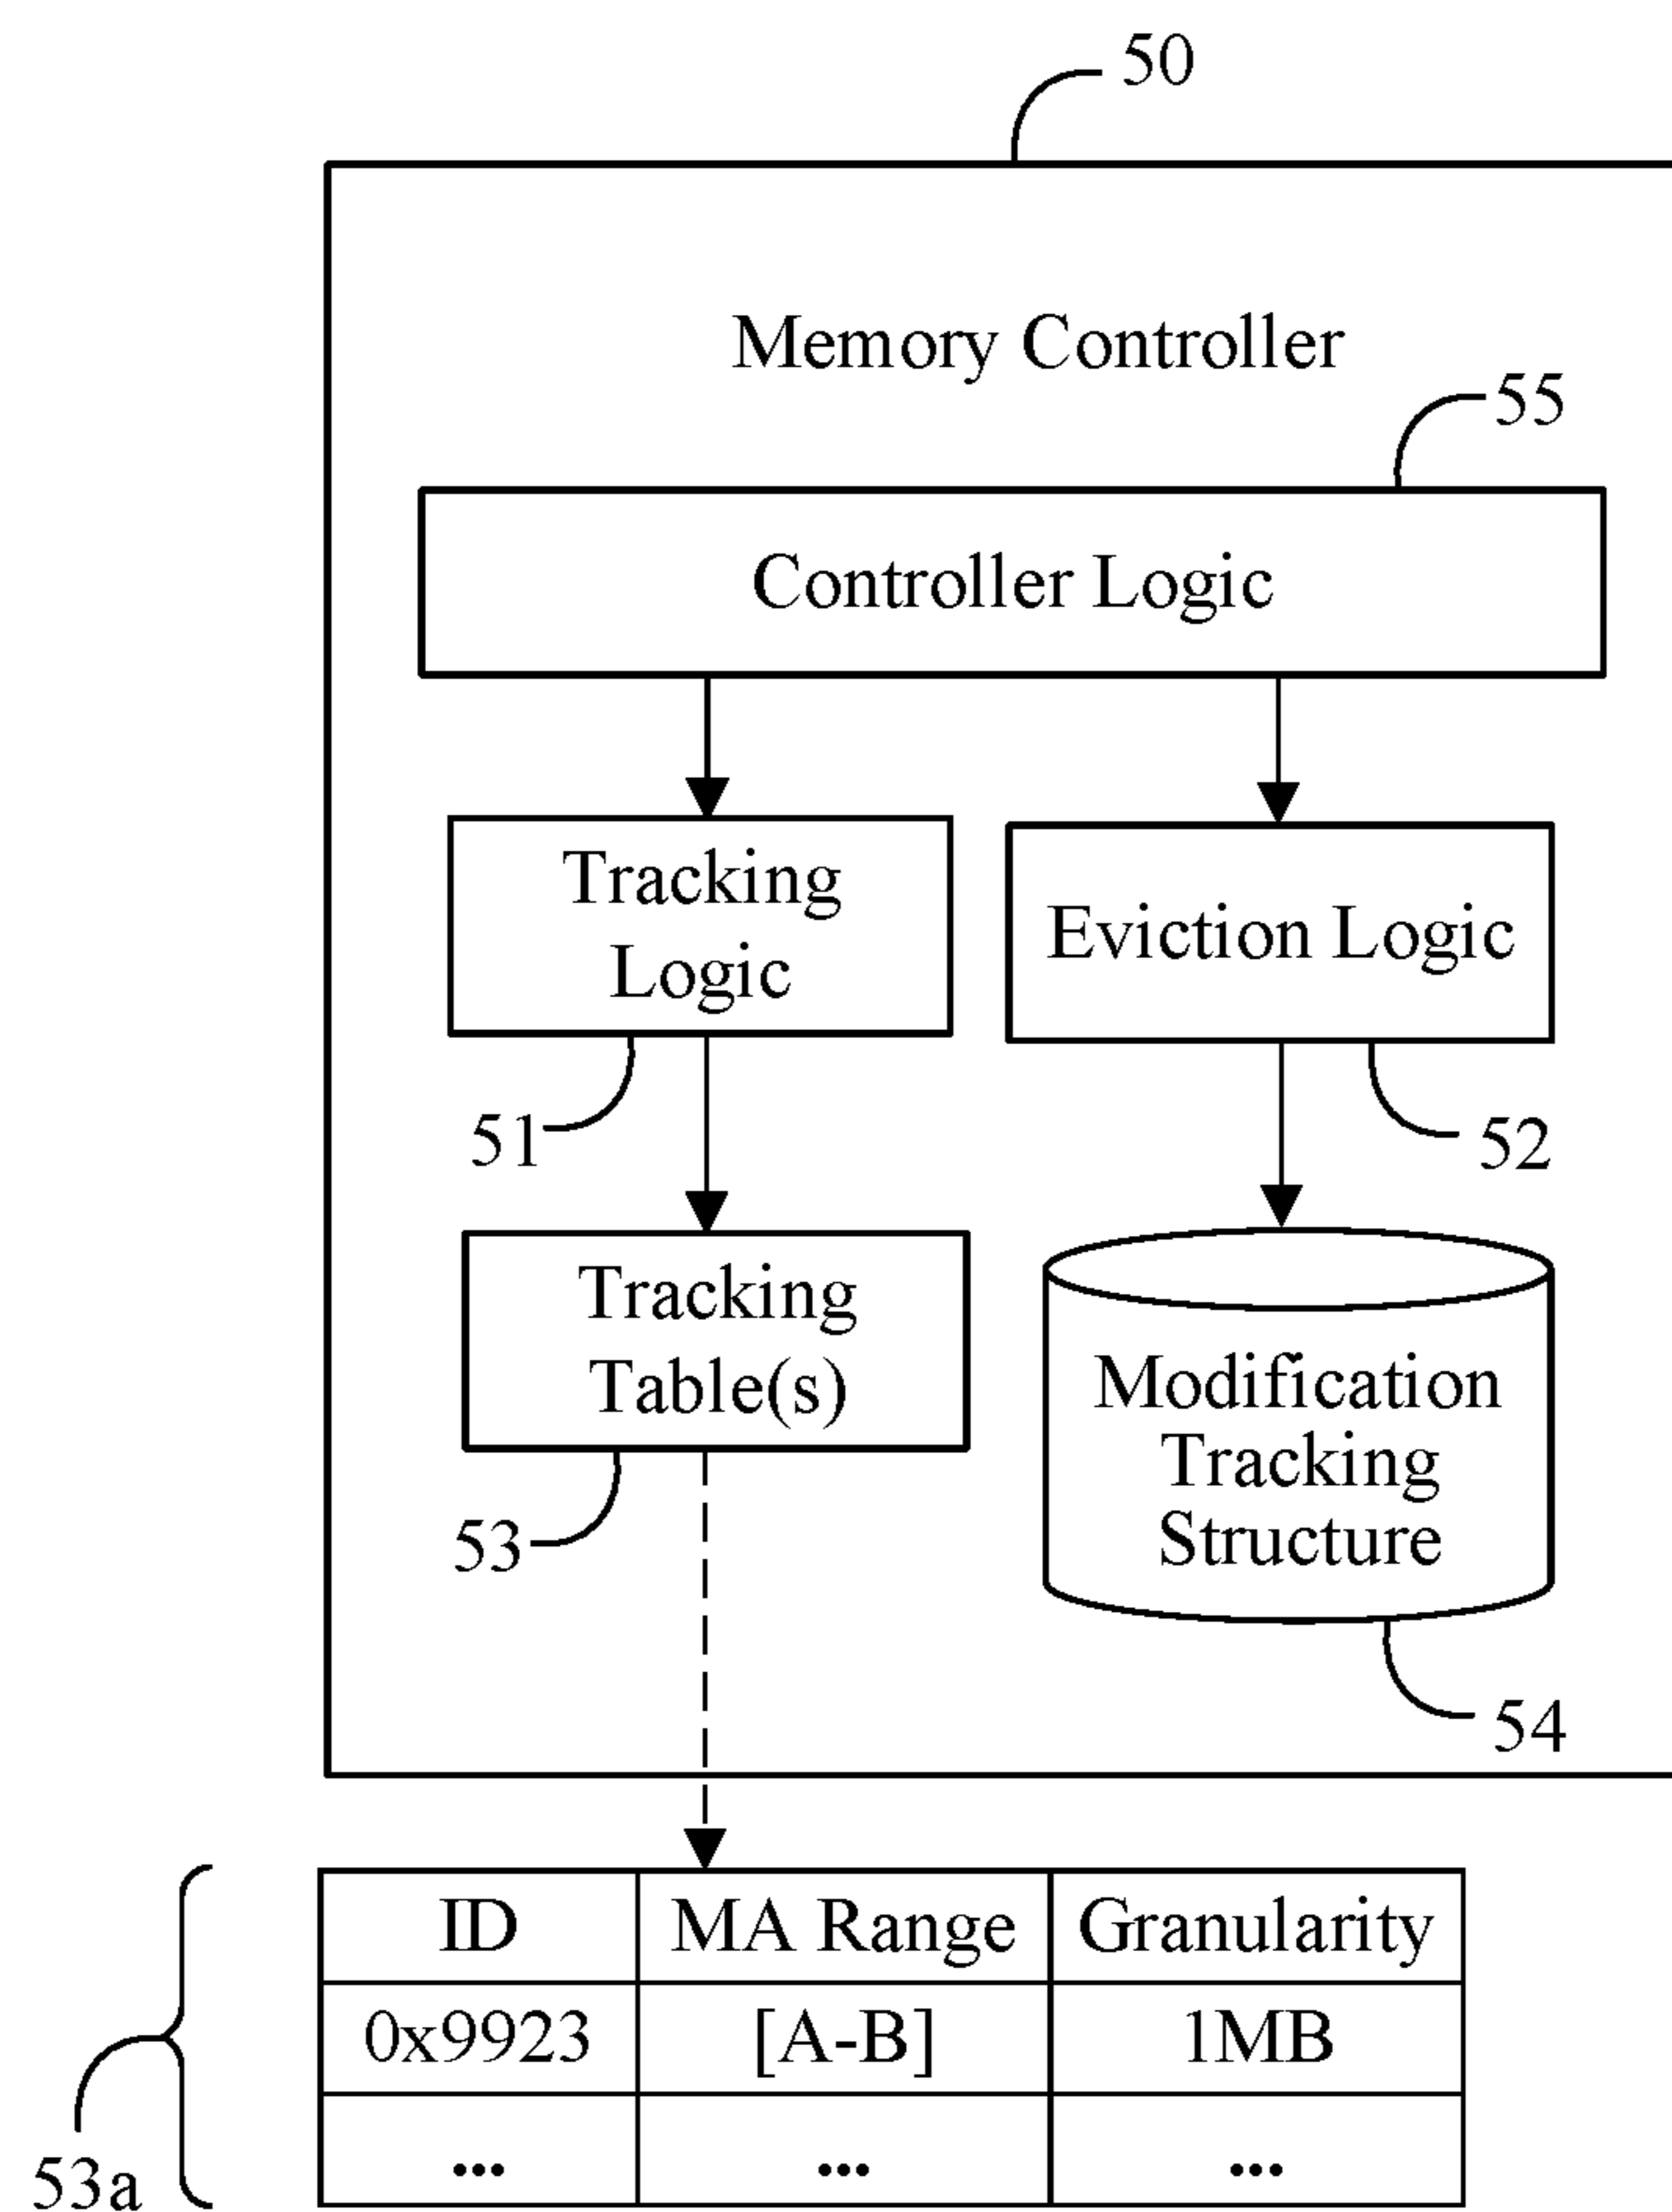 50
Memory Controller
55
Controller Logic
Tracking
Logic
Eviction Logic
51
52
Tracking
Table(s)
Modification
Tracking
Structure
53
54
ID MA Range Granularity
0x9923 [A-B] 1MB
... ... ...
53a